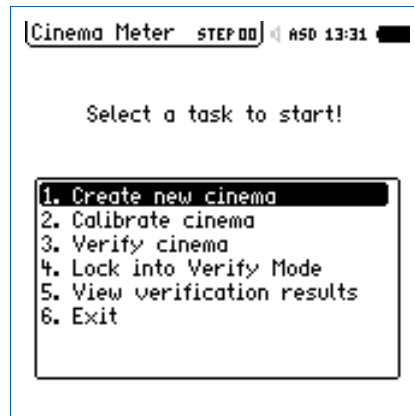 Cinema Meter STEP 00 ASD 13:31
Select a task to start!
1. Create new cinema
2. Calibrate cinema
3. Verify cinema
4. Lock into Verify Mode
5. View verification results
6. Exit